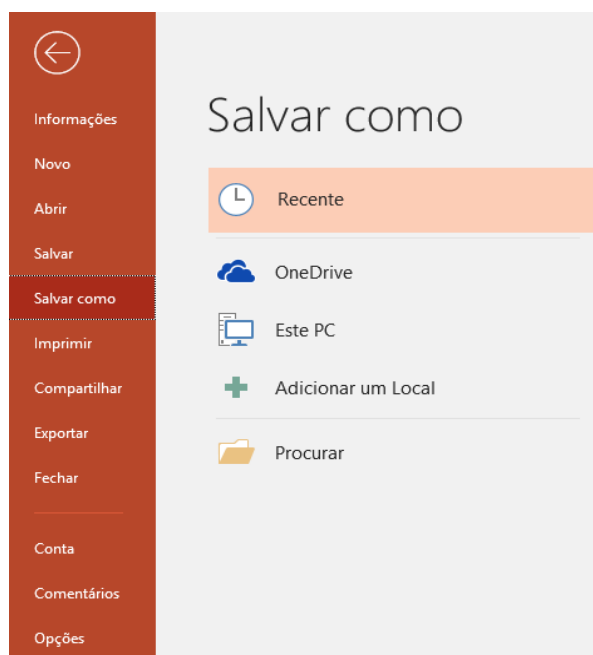 Informações
Novo
Abrir
Salvar
Salvar como
Imprimir
Compartilhar
Exportar
Fechar
Conta
Comentários
Opções
Salvar como
Recente
OneDrive
Este PC
Adicionar um Local
Procurar